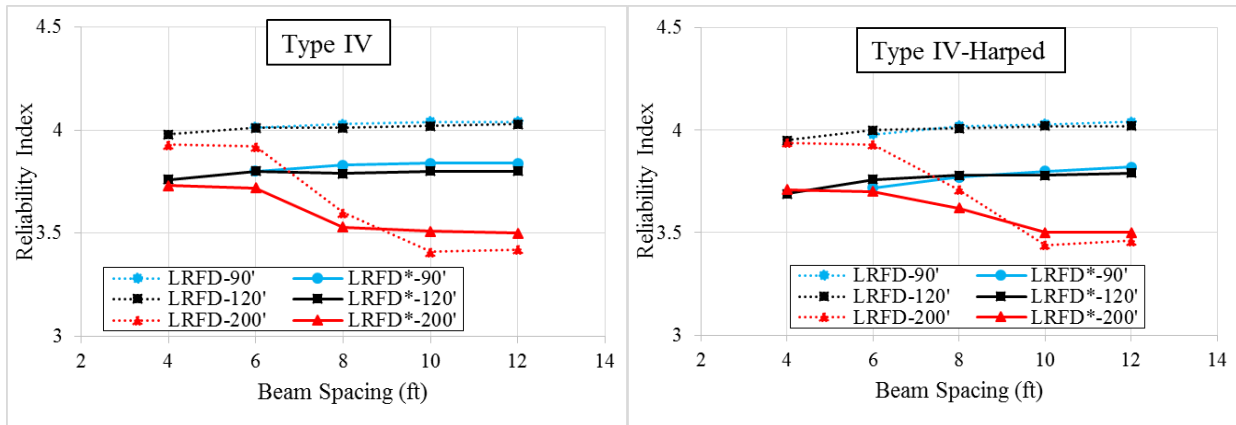 Type IV
4.5
4
3.5
3
Reliability Index
LRFD-90' LRFD*-90'
LRFD-120' LRFD*-120'
LRFD-200' LRFD*-200'
2 4 6 8 10 12 14
Beam Spacing (ft)
Type IV-Harped
4.5
4
3.5
3
Reliability Index
LRFD-90' LRFD*-90'
LRFD-120' LRFD*-120'
LRFD-200' LRFD*-200'
2 4 6 8 10 12 14
Beam Spacing (ft)